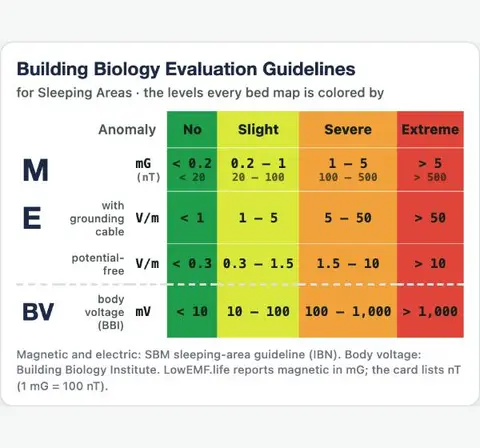 Building Biology Evaluation Guidelines
for Sleeping Areas · the levels every bed map is colored by
Anomaly No Slight Severe Extreme
M mG < 0.2 0.2 – 1 1 – 5 > 5
(nT) < 20 20 – 100 100 – 500 > 500
E with grounding cable V/m < 1 1 – 5 5 – 50 > 50
potential-free V/m < 0.3 0.3 – 1.5 1.5 – 10 > 10
BV body voltage (BBI) mV < 10 10 – 100 100 – 1,000 > 1,000
Magnetic and electric: SBM sleeping-area guideline (IBN). Body voltage:
Building Biology Institute. LowEMF.life reports magnetic in mG; the card lists nT
(1 mG = 100 nT).